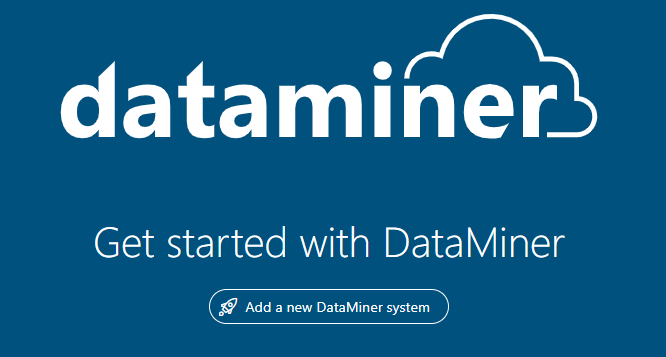 dataminer
Get started with DataMiner
Add a new DataMiner system